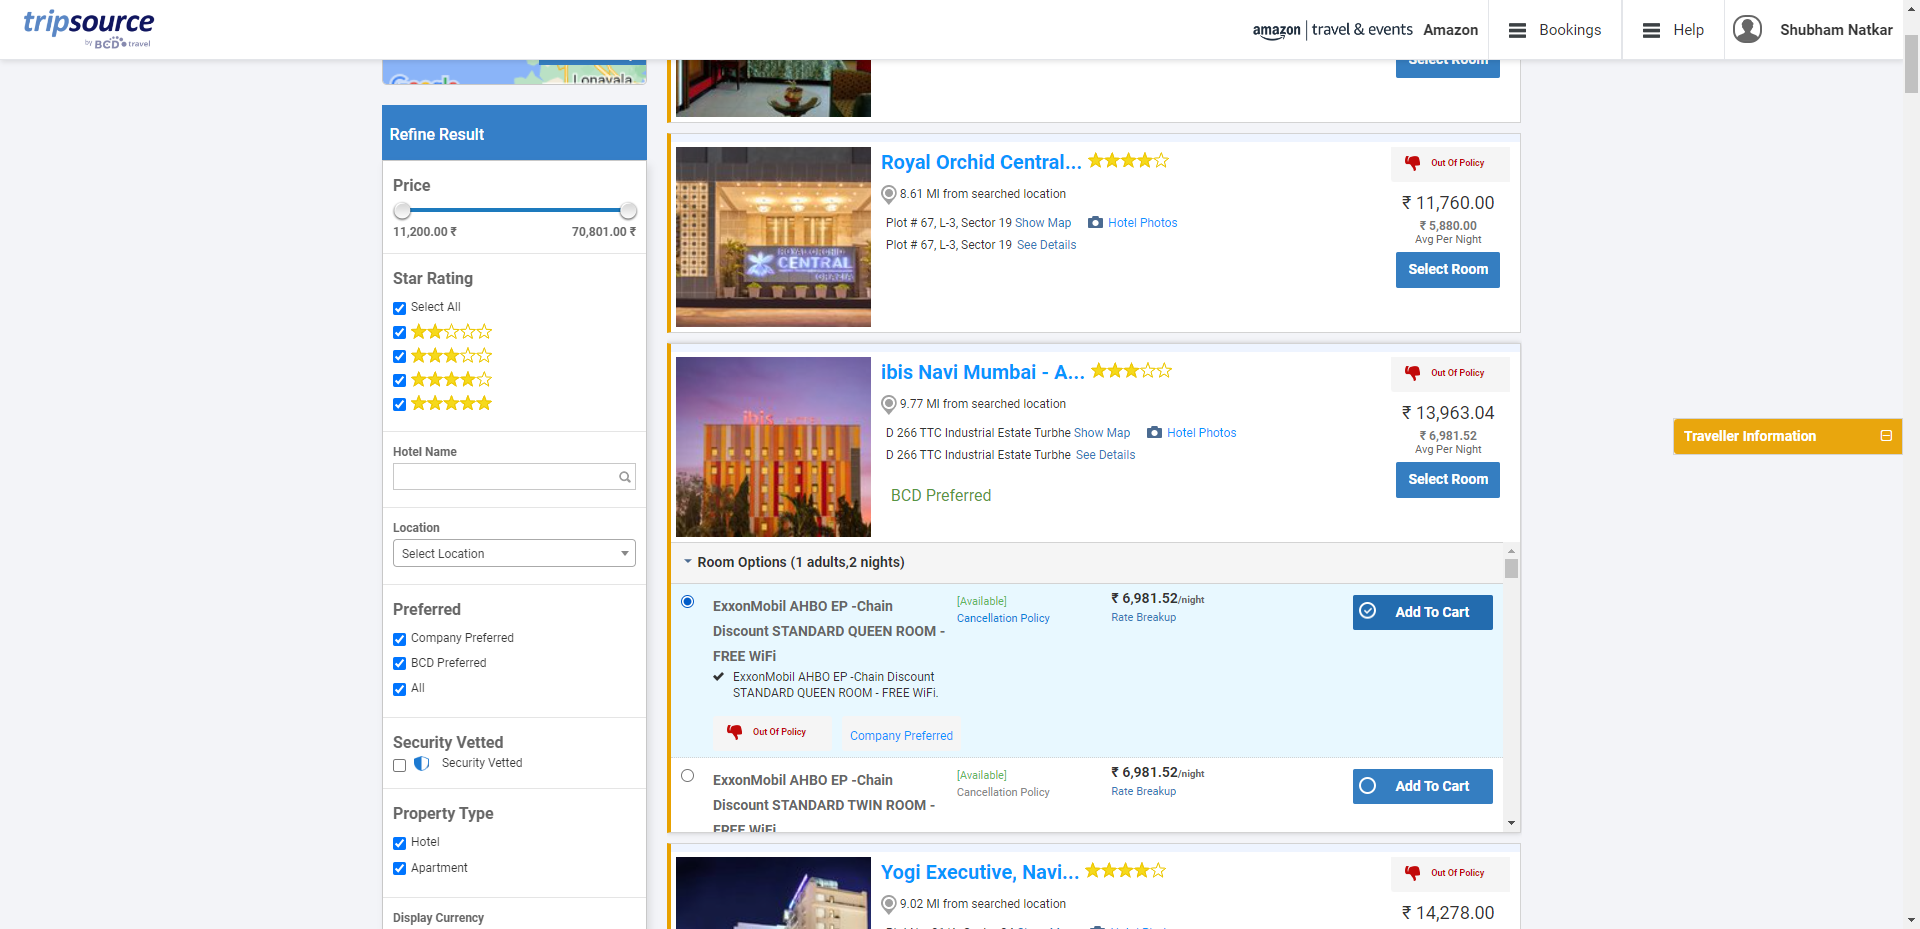 tripsource
by BCD travel
amazon | travel & events Amazon
Bookings
Help
Shubham Natkar
Google
Lonavala
Select Room
Refine Result
Price
11,200.00 ₹ 70,801.00 ₹
Star Rating
Select All
Hotel Name
Location
Select Location
Preferred
Company Preferred
BCD Preferred
All
Security Vetted
Security Vetted
Property Type
Hotel
Apartment
Display Currency
Royal Orchid Central...
8.61 MI from searched location
Plot # 67, L-3, Sector 19 Show Map Hotel Photos
Plot # 67, L-3, Sector 19 See Details
ROYAL ORCHID
CENTRAL
GRAZIA
Out Of Policy
₹ 11,760.00
₹ 5,880.00
Avg Per Night
Select Room
ibis Navi Mumbai - A...
9.77 MI from searched location
D 266 TTC Industrial Estate Turbhe Show Map Hotel Photos
D 266 TTC Industrial Estate Turbhe See Details
BCD Preferred
ibis
Out Of Policy
₹ 13,963.04
₹ 6,981.52
Avg Per Night
Select Room
Room Options (1 adults,2 nights)
ExxonMobil AHBO EP -Chain
Discount STANDARD QUEEN ROOM -
FREE WiFi
ExxonMobil AHBO EP -Chain Discount
STANDARD QUEEN ROOM - FREE WiFi.
Out Of Policy
Company Preferred
[Available]
Cancellation Policy
₹ 6,981.52/night
Rate Breakup
Add To Cart
ExxonMobil AHBO EP -Chain
Discount STANDARD TWIN ROOM -
FREE WiFi
[Available]
Cancellation Policy
₹ 6,981.52/night
Rate Breakup
Add To Cart
Yogi Executive, Navi...
9.02 MI from searched location
Out Of Policy
₹ 14,278.00
Traveller Information